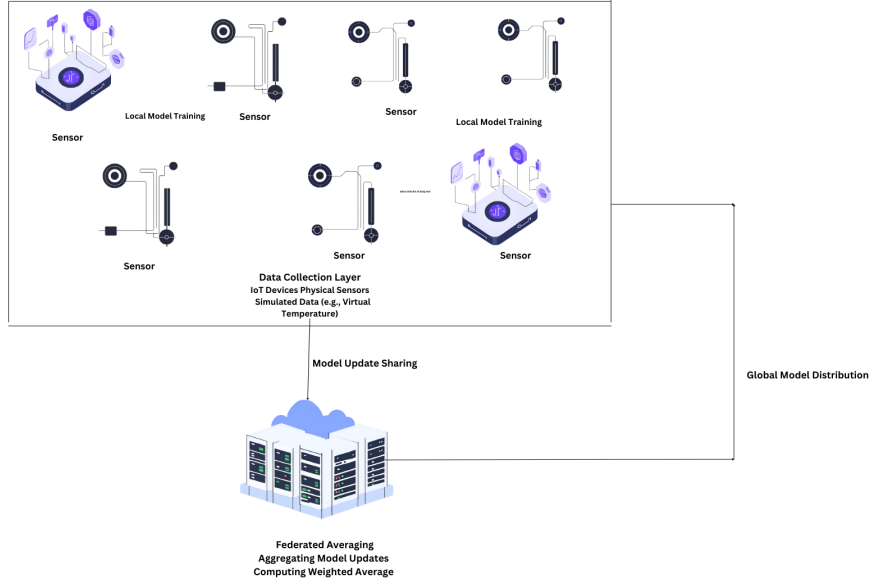 Sensor
Local Model Training
Sensor
Sensor
Local Model Training
Sensor
Sensor
Sensor
Data Collection Layer
IoT Devices Physical Sensors
Simulated Data (e.g., Virtual
Temperature)
Model Update Sharing
Global Model Distribution
Federated Averaging
Aggregating Model Updates
Computing Weighted Average